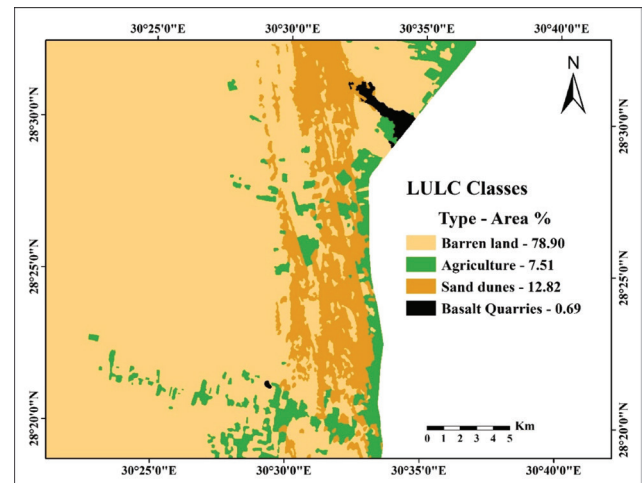 30°25'0"E 30°30'0"E 30°35'0"E 30°40'0"E
N
28°30'0"N 28°30'0"N
LULC Classes
Type - Area %
Barren land - 78.90
Agriculture - 7.51
Sand dunes - 12.82
Basalt Quarries - 0.69
28°25'0"N 28°25'0"N
28°20'0"N 28°20'0"N
Km
0 1 2 3 4 5
30°25'0"E 30°30'0"E 30°35'0"E 30°40'0"E